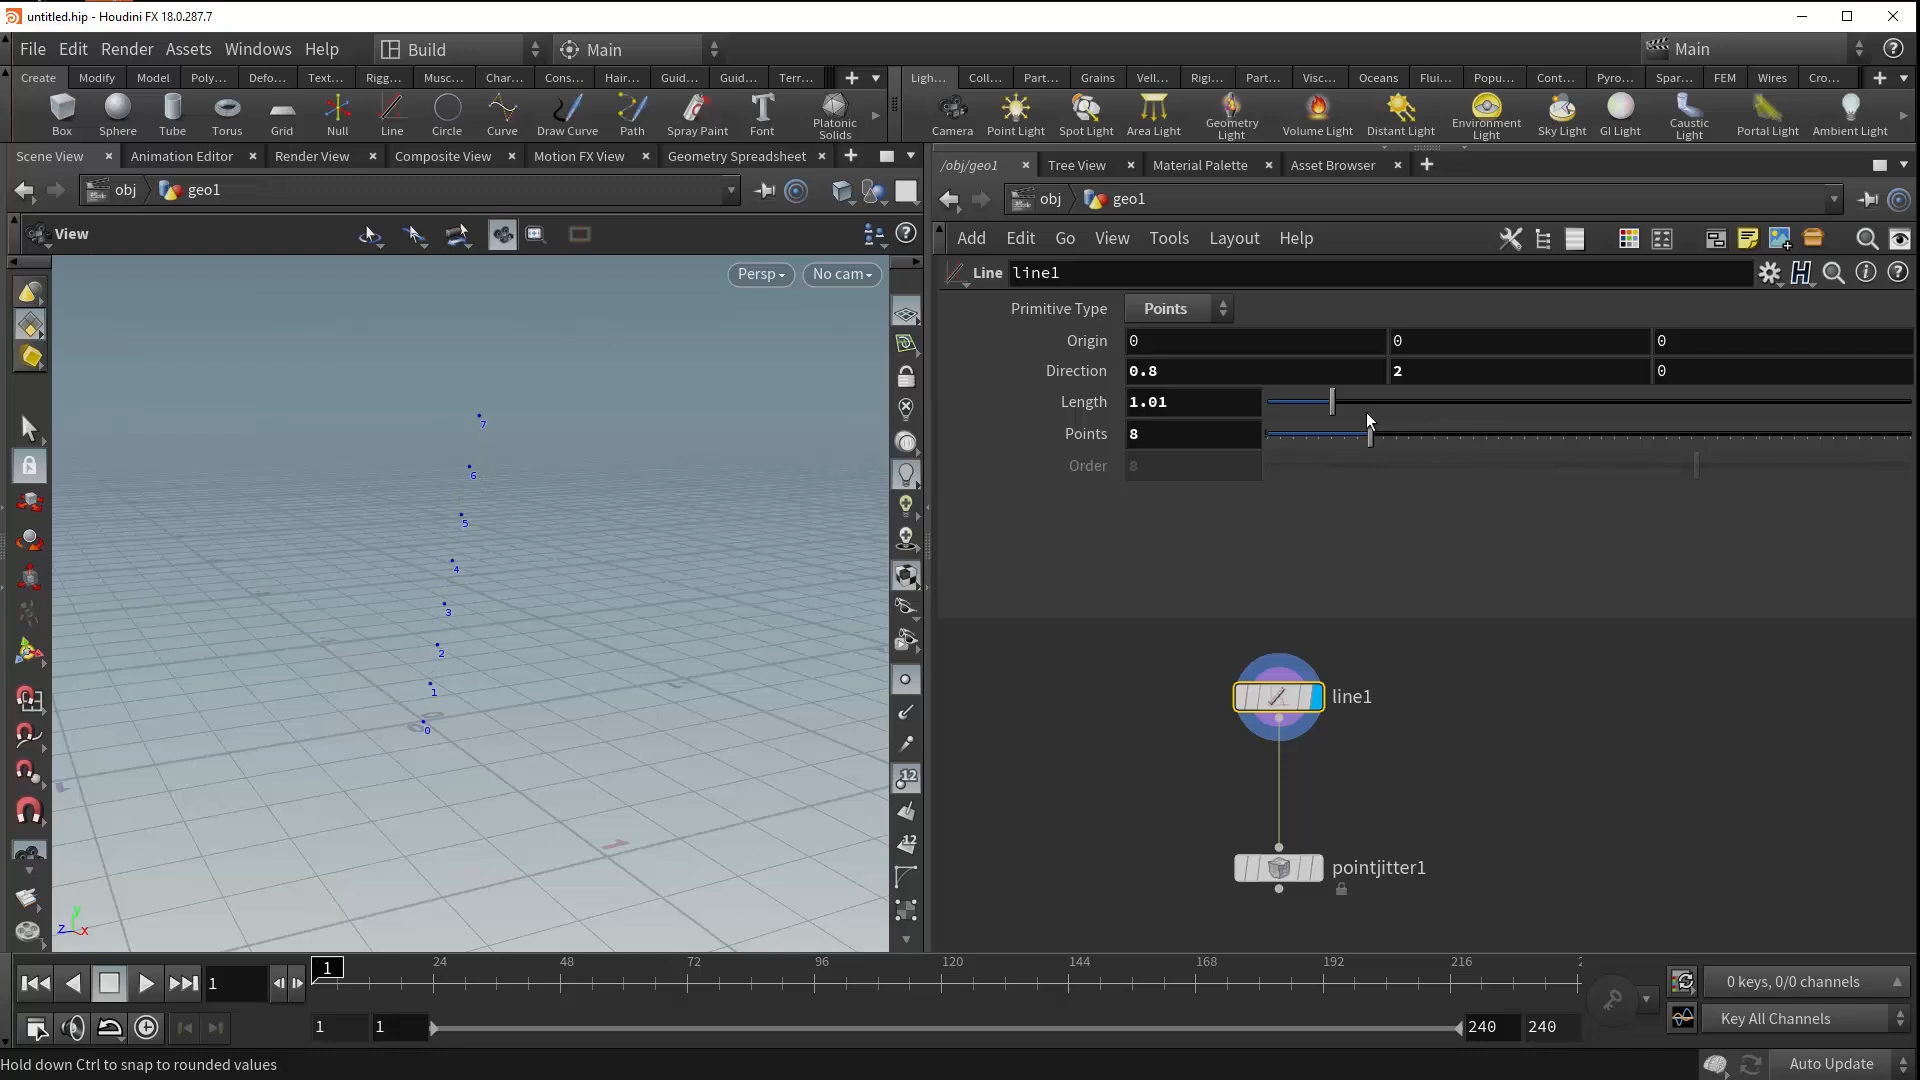 untitled.hip - Houdini FX 18.0.287.7
File Edit Render Assets Windows Help Build Main Main
Create Modify Model Poly... Defo... Text... Rigg... Musc... Char... Cons... Hair... Guid... Guid... Terr... Ligh... Coll... Part... Grains Vell... Rigi... Part... Visc... Oceans Flui... Popu... Cont... Pyro... Spar... FEM Wires Cro...
Box Sphere Tube Torus Grid Null Line Circle Curve Draw Curve Path Spray Paint Font Platonic Solids Camera Point Light Spot Light Area Light Geometry Light Volume Light Distant Light Environment Light Sky Light GI Light Caustic Light Portal Light Ambient Light
Scene View Animation Editor Render View Composite View Motion FX View Geometry Spreadsheet
/obj/geo1 Tree View Material Palette Asset Browser
obj geo1
obj geo1
View
Add Edit Go View Tools Layout Help
Persp No cam
Line line1
Primitive Type Points
Origin 0 0 0
Direction 0.8 2 0
Length 1.01
Points 8
Order 8
7
6
5
4
3
2
1
0
12
12
line1
pointjitter1
z y x
1 1 24 48 72 96 120 144 168 192 216 2
0 keys, 0/0 channels
1 1 240 240
Key All Channels
Hold down Ctrl to snap to rounded values
Auto Update